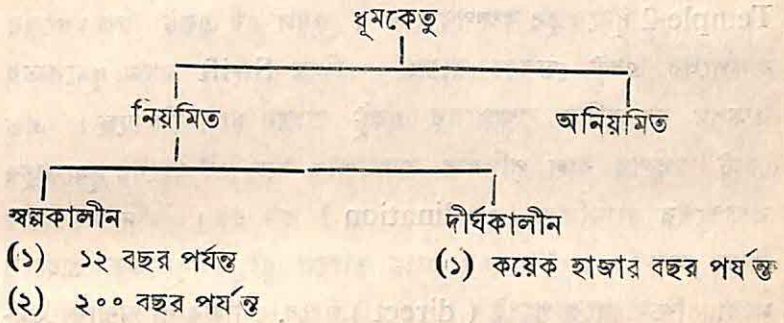 ধূমকেতু
নিয়মিত অনিয়মিত
স্বল্পকালীন দীর্ঘকালীন
(১) ১২ বছর পর্যন্ত (১) কয়েক হাজার বছর পর্যন্ত
(২) ২০০ বছর পর্যন্ত